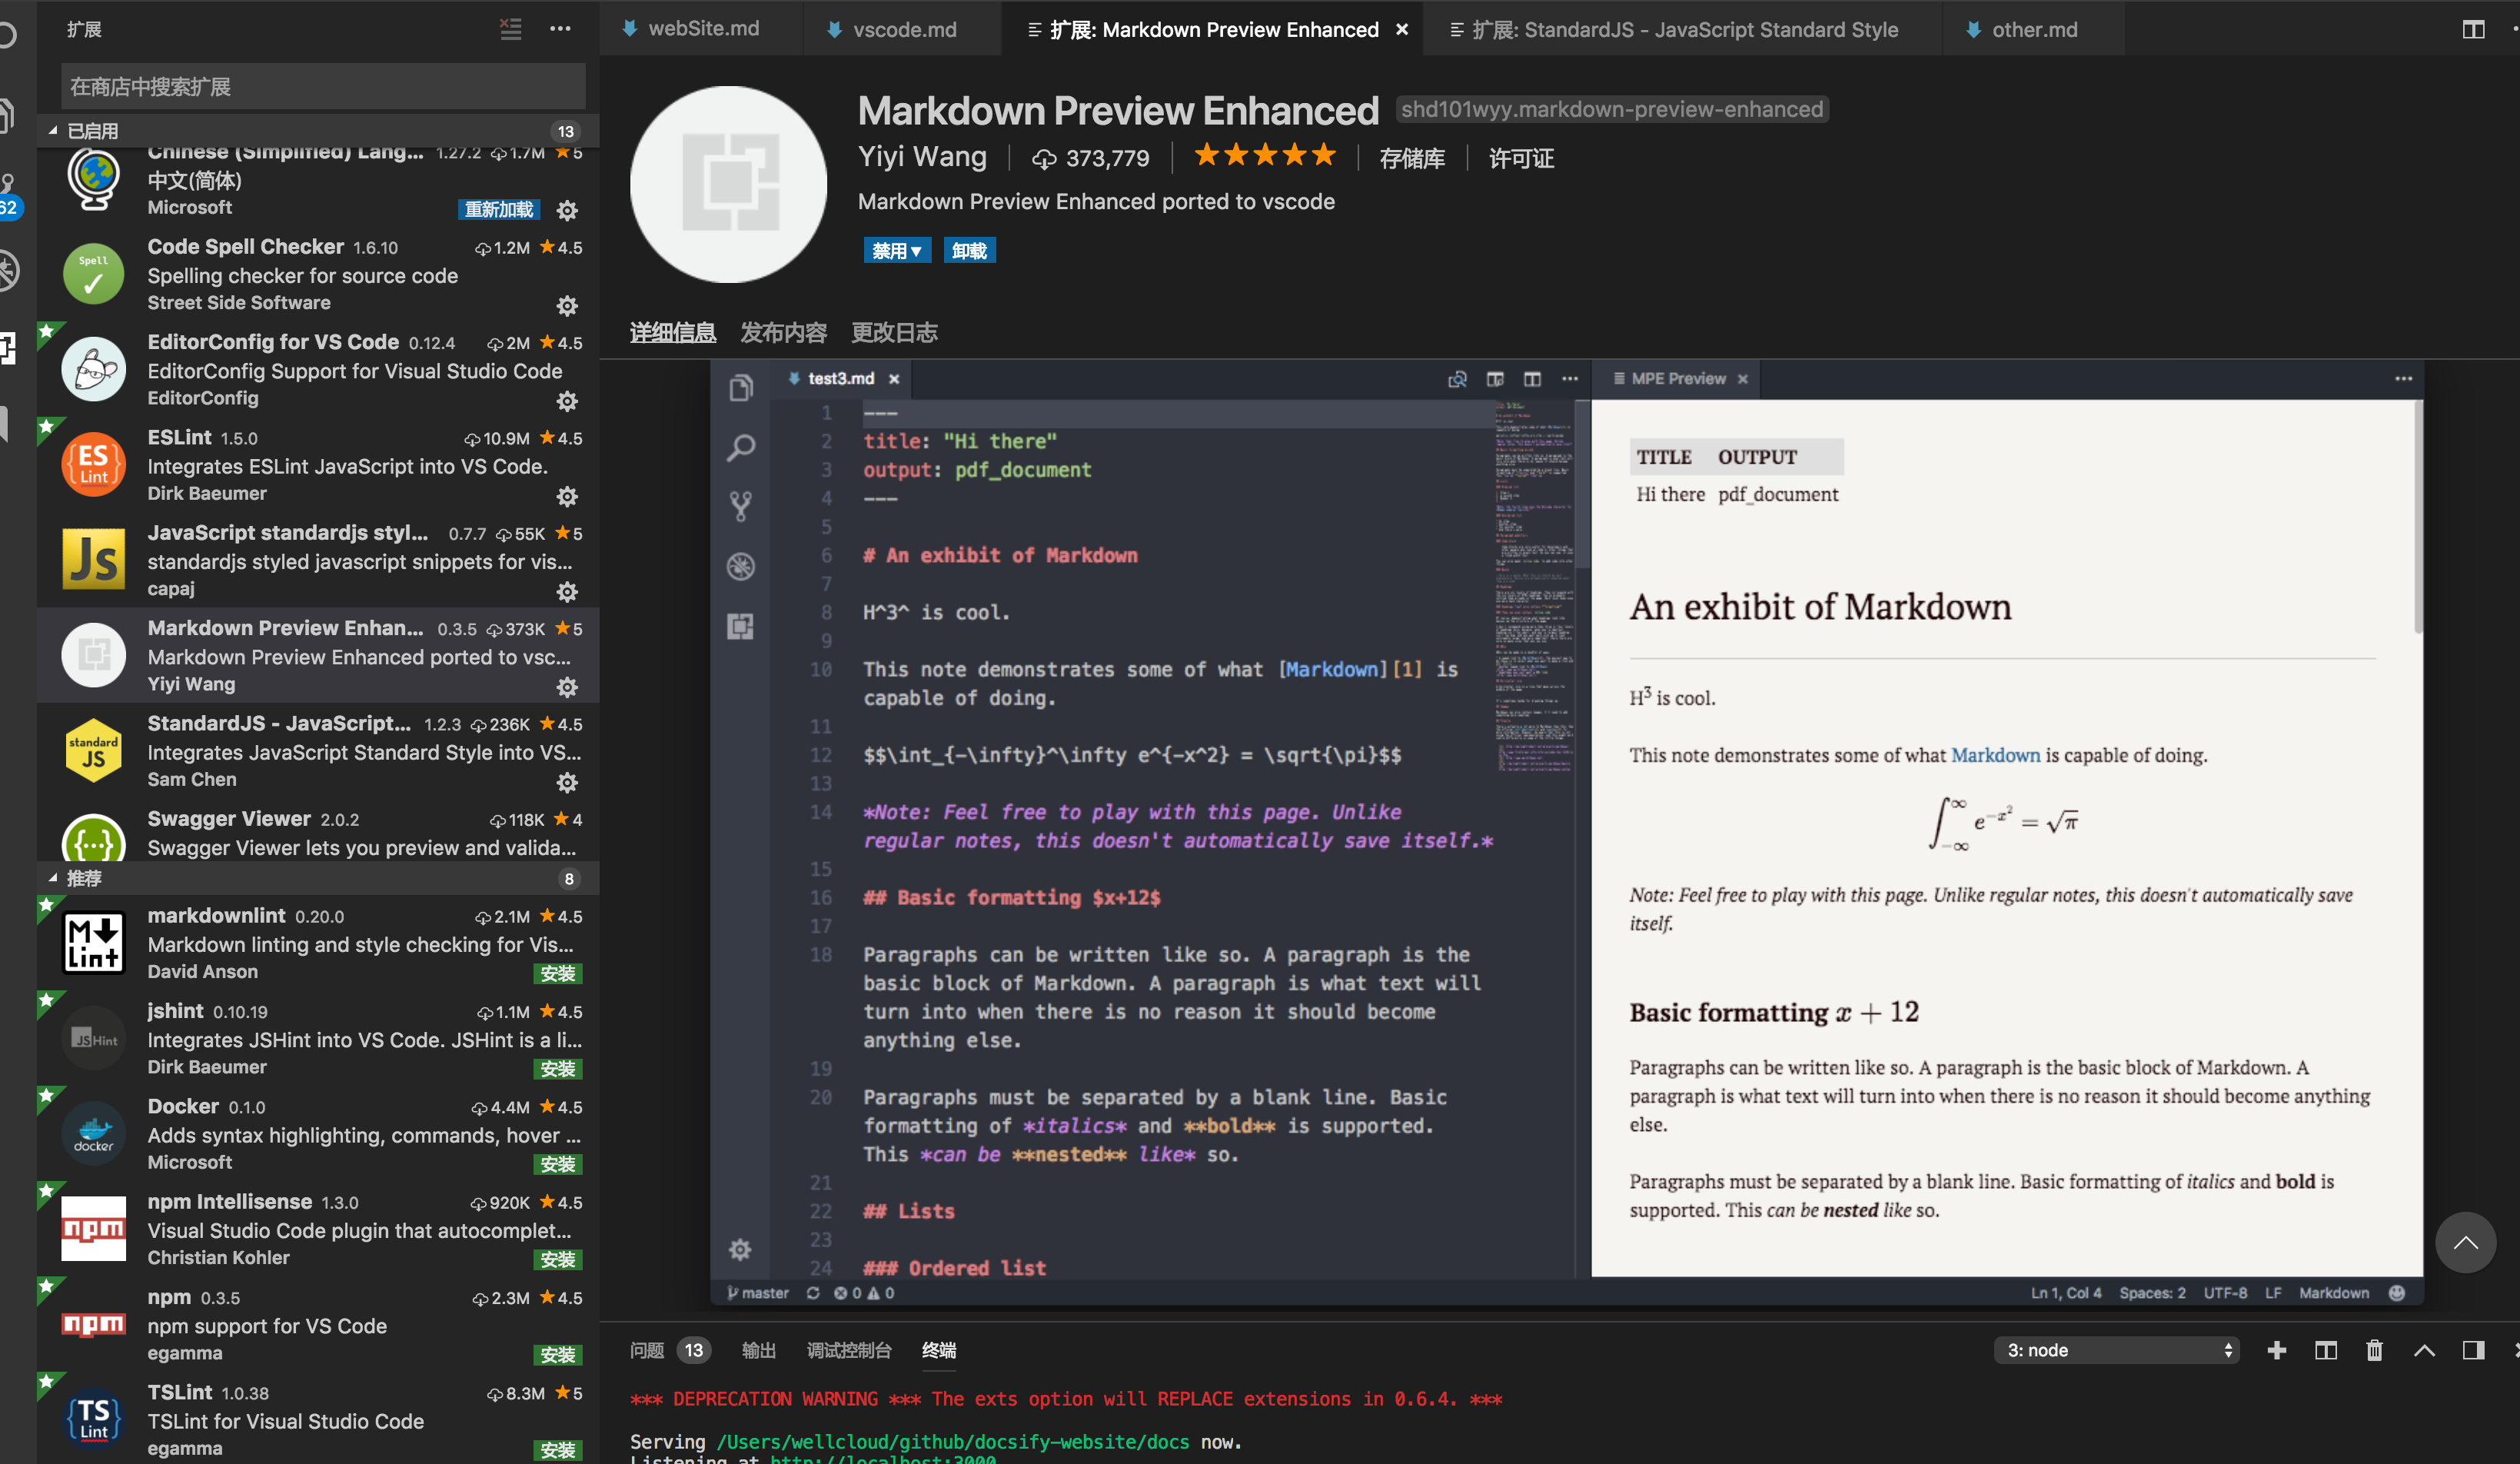 扩展
在商店中搜索扩展
已启用 13
Chinese (Simplified) Lang... 1.27.2 1.7M 5
中文(简体)
Microsoft 重新加载
62
Spell
Code Spell Checker 1.6.10 1.2M 4.5
Spelling checker for source code
Street Side Software
EditorConfig for VS Code 0.12.4 2M 4.5
EditorConfig Support for Visual Studio Code
EditorConfig
ES Lint
ESLint 1.5.0 10.9M 4.5
Integrates ESLint JavaScript into VS Code.
Dirk Baeumer
Js
JavaScript standardjs styl... 0.7.7 55K 5
standardjs styled javascript snippets for vis...
capaj
Markdown Preview Enhan... 0.3.5 373K 5
Markdown Preview Enhanced ported to vsc...
Yiyi Wang
standard JS
StandardJS - JavaScript... 1.2.3 236K 4.5
Integrates JavaScript Standard Style into VS...
Sam Chen
{...}
Swagger Viewer 2.0.2 118K 4
Swagger Viewer lets you preview and valida...
推荐 8
M Lint
markdownlint 0.20.0 2.1M 4.5
Markdown linting and style checking for Vis...
David Anson 安装
JSHint
jshint 0.10.19 1.1M 4.5
Integrates JSHint into VS Code. JSHint is a li...
Dirk Baeumer 安装
docker
Docker 0.1.0 4.4M 4.5
Adds syntax highlighting, commands, hover ...
Microsoft 安装
npm
npm Intellisense 1.3.0 920K 4.5
Visual Studio Code plugin that autocomplet...
Christian Kohler 安装
npm
npm 0.3.5 2.3M 4.5
npm support for VS Code
egamma 安装
TS Lint
TSLint 1.0.38 8.3M 5
TSLint for Visual Studio Code
egamma 安装
webSite.md vscode.md 扩展: Markdown Preview Enhanced 扩展: StandardJS - JavaScript Standard Style other.md
Markdown Preview Enhanced shd101wyy.markdown-preview-enhanced
Yiyi Wang 373,779 存储库 许可证
Markdown Preview Enhanced ported to vscode
禁用▼ 卸载
详细信息 发布内容 更改日志
test3.md
1 ---
2 title: "Hi there"
3 output: pdf_document
4 ---
5
6 # An exhibit of Markdown
7
8 H^3^ is cool.
9
10 This note demonstrates some of what [Markdown][1] is
capable of doing.
11
12 $$\int_{-\infty}^\infty e^{-x^2} = \sqrt{\pi}$$
13
14 *Note: Feel free to play with this page. Unlike
regular notes, this doesn't automatically save itself.*
15
16 ## Basic formatting $x+12$
17
18 Paragraphs can be written like so. A paragraph is the
basic block of Markdown. A paragraph is what text will
turn into when there is no reason it should become
anything else.
19
20 Paragraphs must be separated by a blank line. Basic
formatting of *italics* and **bold** is supported.
This *can be **nested** like* so.
21
22 ## Lists
23
24 ### Ordered list
MPE Preview
TITLE OUTPUT
Hi there pdf_document
An exhibit of Markdown
H³ is cool.
This note demonstrates some of what Markdown is capable of doing.
∫_{-∞}^{∞} e^{-x²} = √π
Note: Feel free to play with this page. Unlike regular notes, this doesn't automatically save
itself.
Basic formatting x + 12
Paragraphs can be written like so. A paragraph is the basic block of Markdown. A
paragraph is what text will turn into when there is no reason it should become anything
else.
Paragraphs must be separated by a blank line. Basic formatting of italics and bold is
supported. This can be nested like so.
master 0 0 Ln 1, Col 4 Spaces: 2 UTF-8 LF Markdown
问题 13 输出 调试控制台 终端 3: node
*** DEPRECATION WARNING *** The exts option will REPLACE extensions in 0.6.4. ***
Serving /Users/wellcloud/github/docsify-website/docs now.
Listening at http://localhost:3000